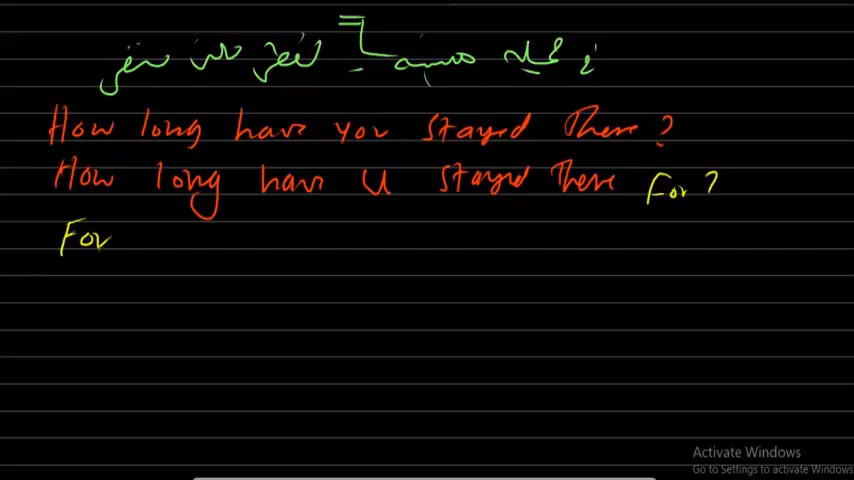 How long have you stayed There?
How long have u stayed There For?
For
Activate Windows
Go to Settings to activate Windows.